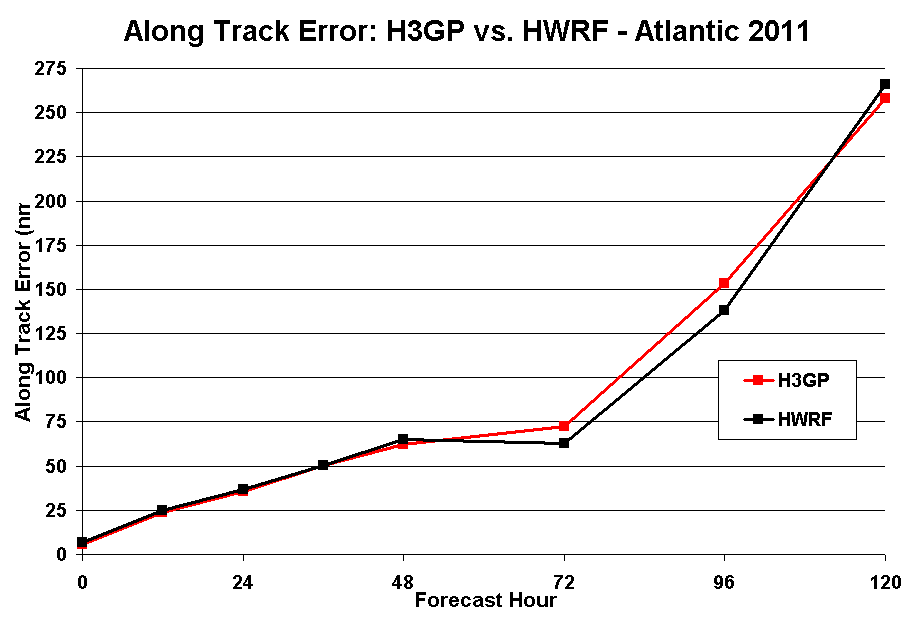 Along Track Error: H3GP vs. HWRF - Atlantic 2011
275
250
225
200
175
150
125
100
75
50
25
0
Along Track Error (nm
H3GP
HWRF
0 24 48 72 96 120
Forecast Hour